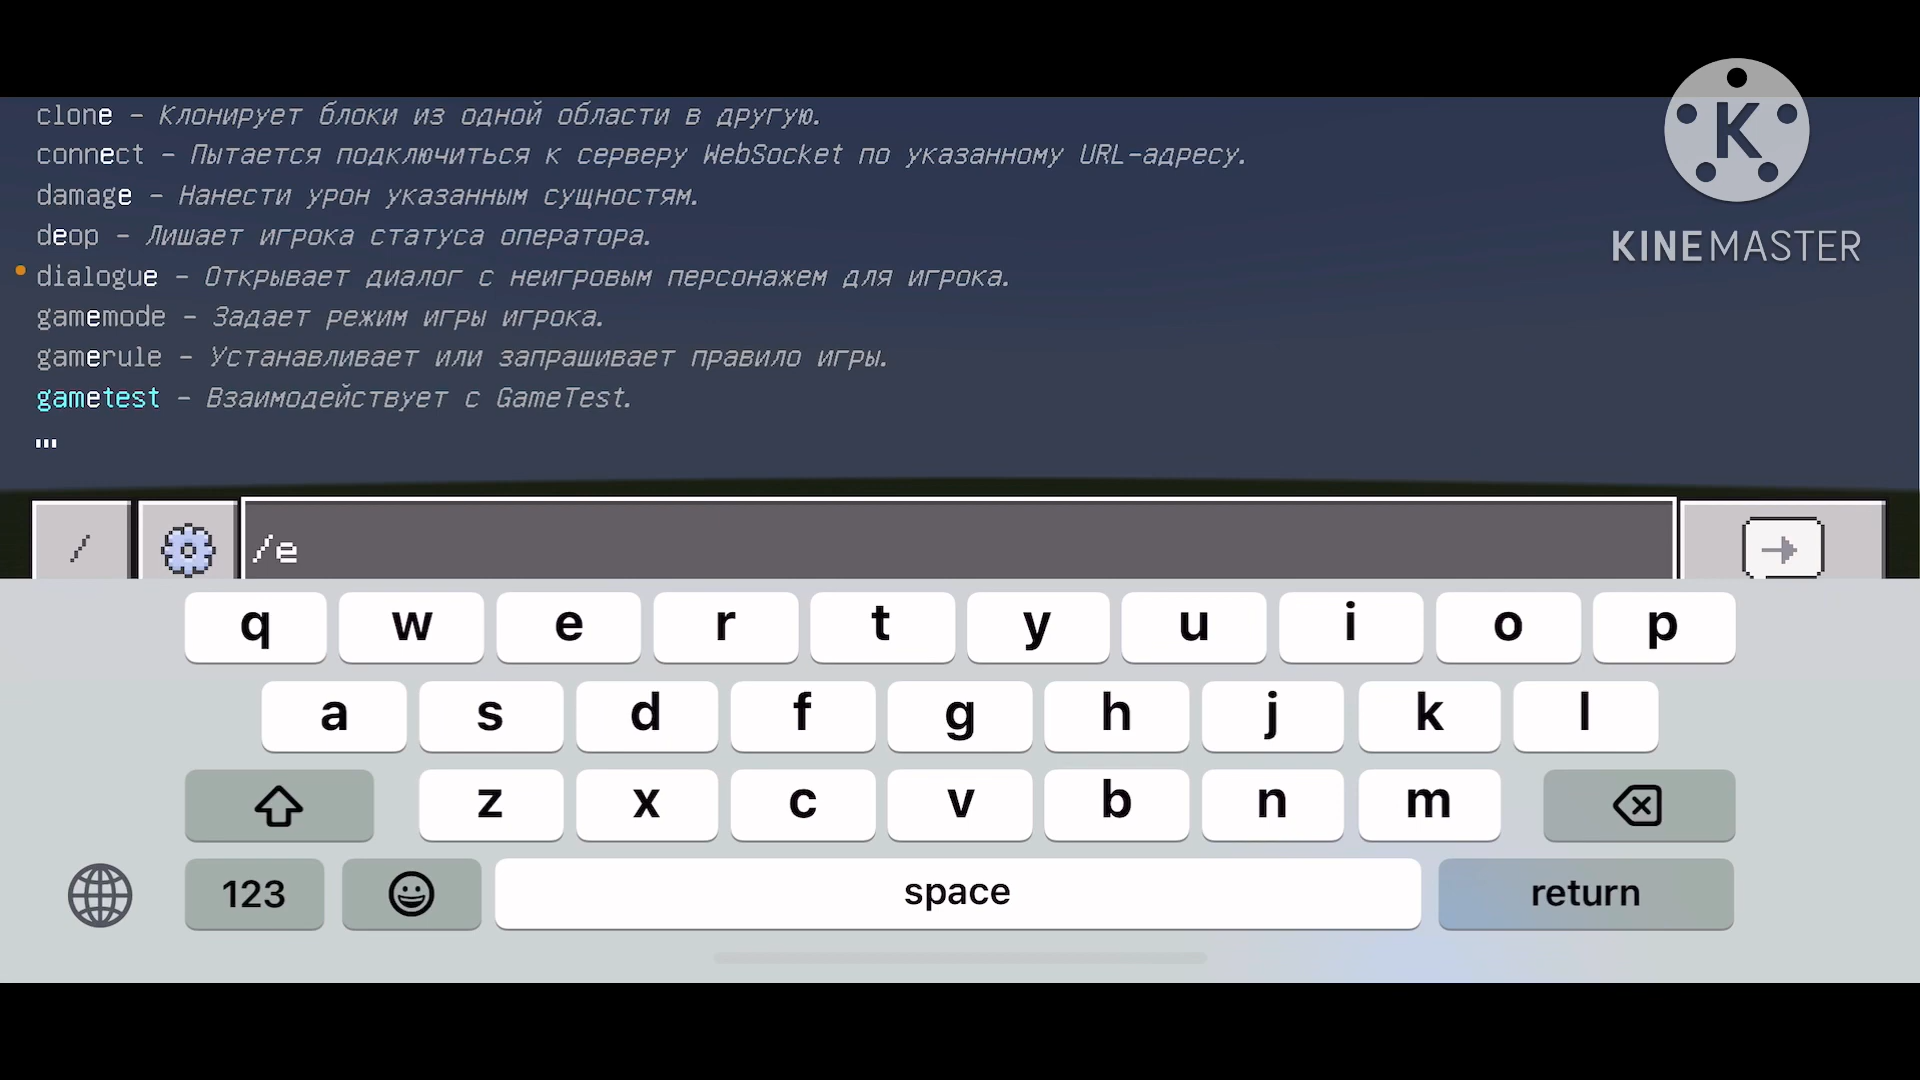 clone – Клонирует блоки из одной области в другую.
connect – Пытается подключиться к серверу WebSocket по указанному URL-адресу.
damage – Нанести урон указанным сущностям.
deop – Лишает игрока статуса оператора.
dialogue – Открывает диалог с неигровым персонажем для игрока.
gamemode – Задает режим игры игрока.
gamerule – Устанавливает или запрашивает правило игры.
gametest – Взаимодействует с GameTest.
...
K
KINEMASTER
/
/e
q w e r t y u i o p
a s d f g h j k l
z x c v b n m
123 space return